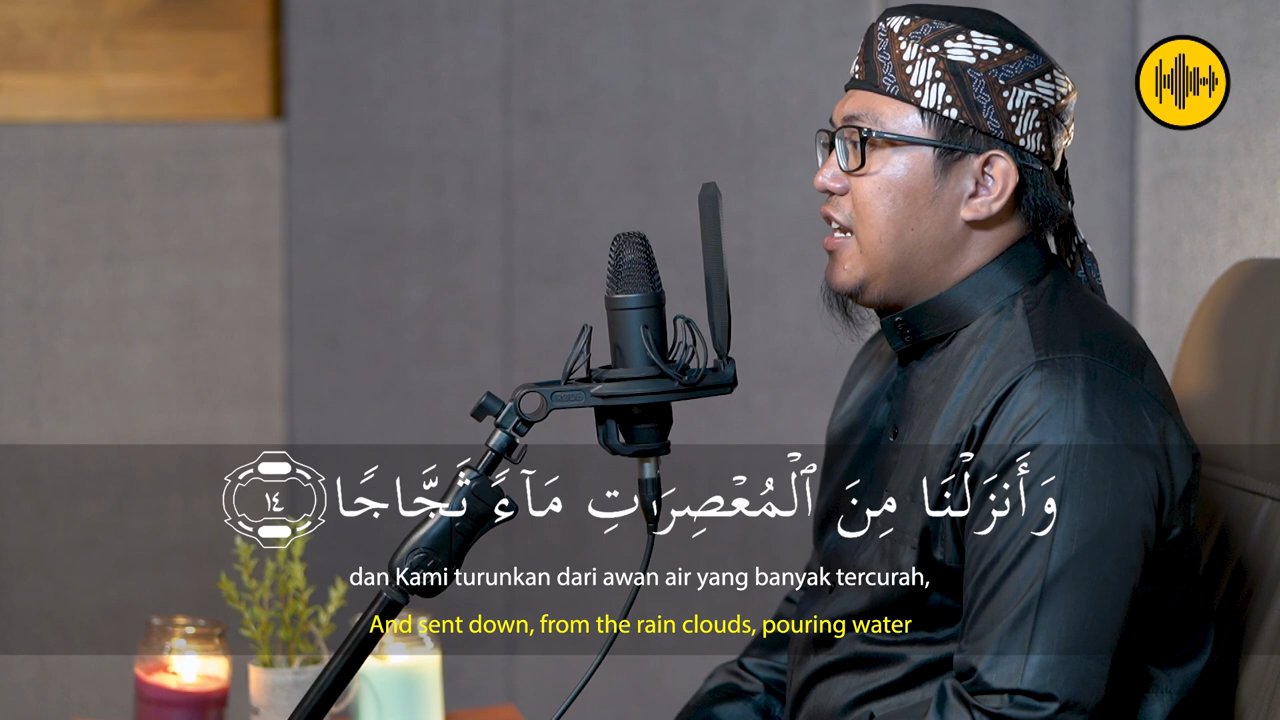 وَأَنزَلْنَا مِنَ ٱلْمُعْصِرَٰتِ مَآءً ثَجَّاجًا ١٤
dan Kami turunkan dari awan air yang banyak tercurah,
And sent down, from the rain clouds, pouring water